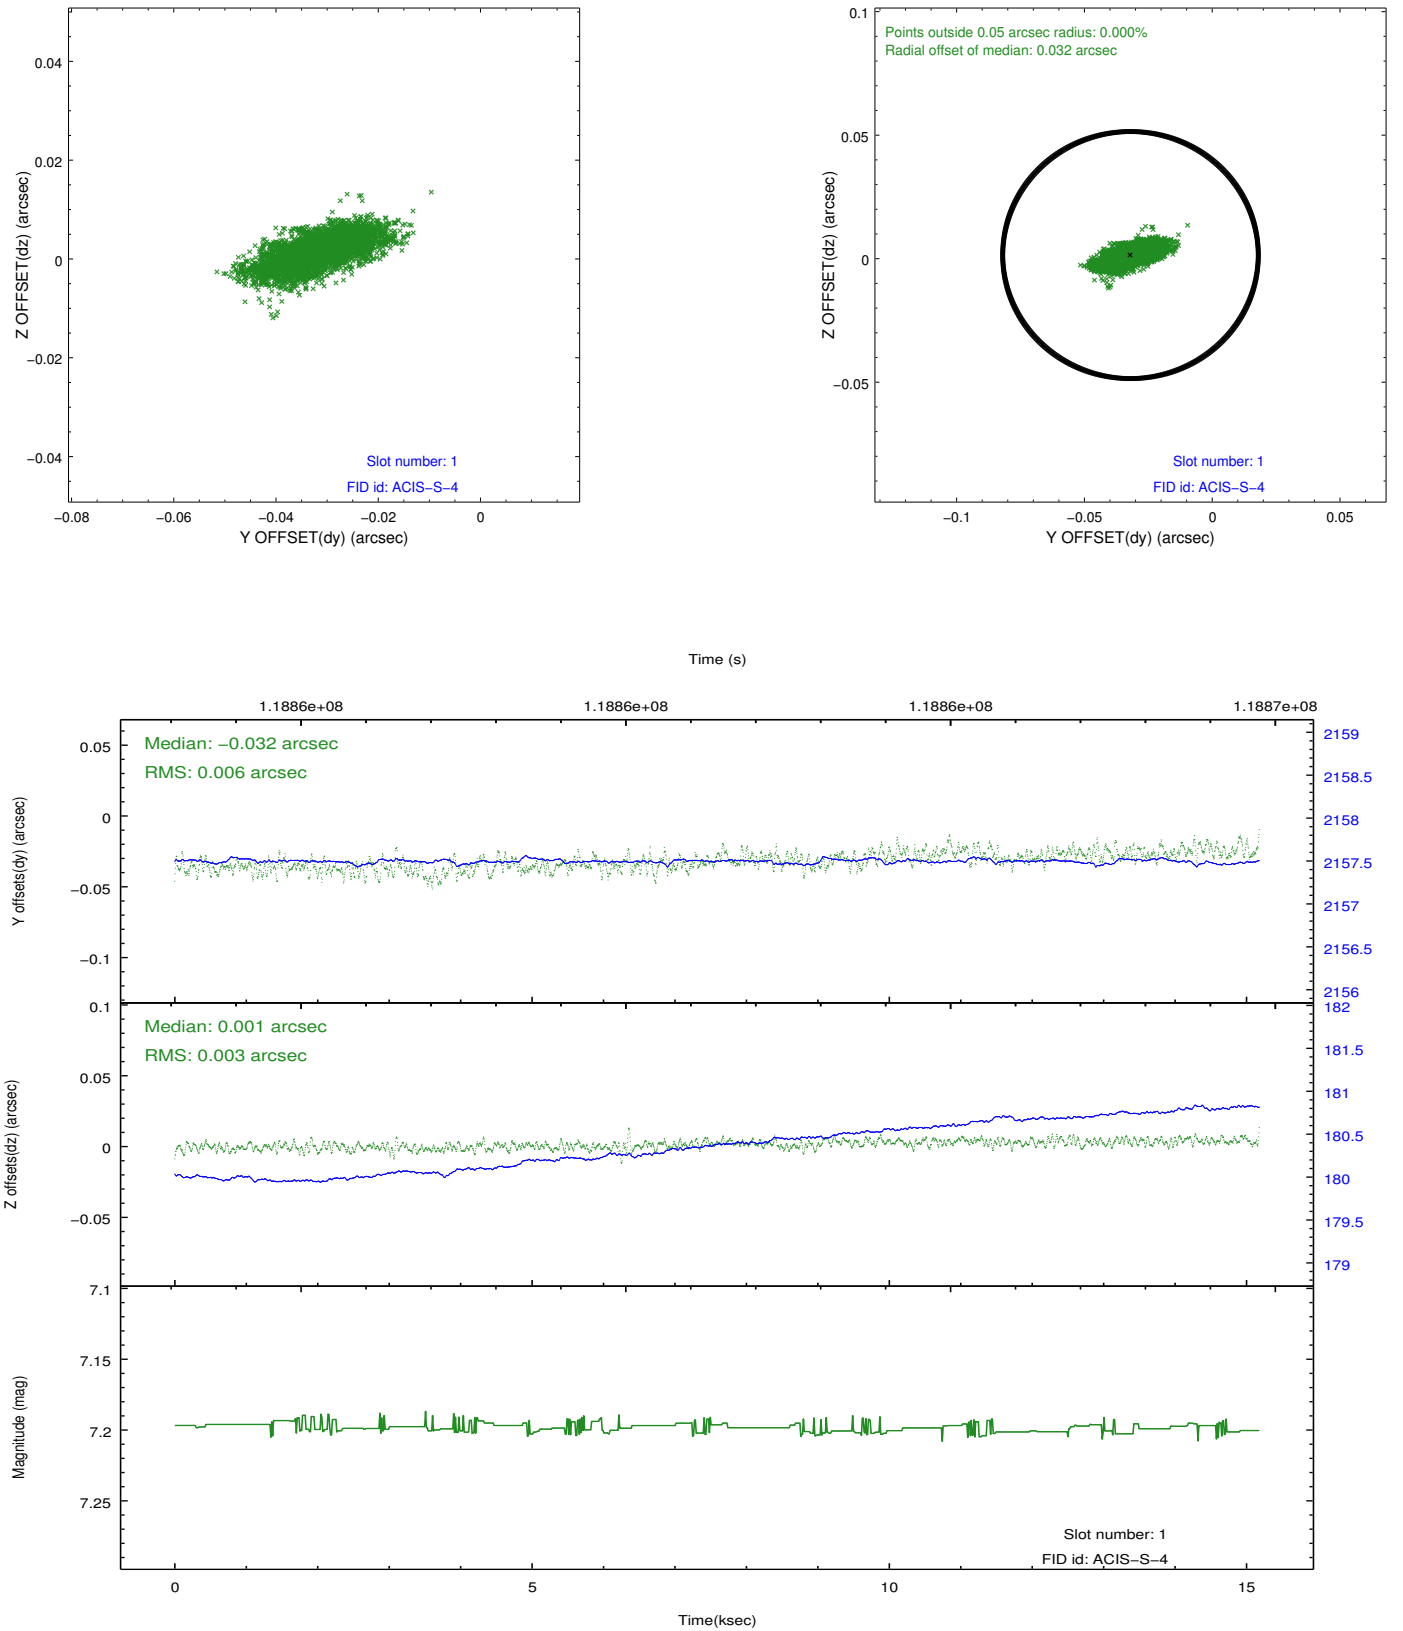 0.04
0.02
0
−0.02
−0.04
Z OFFSET(dz) (arcsec)
Slot number: 1
FID id: ACIS−S−4
−0.08
−0.06
−0.04
−0.02
0
Y OFFSET(dy) (arcsec)
0.1
0.05
0
−0.05
Z OFFSET(dz) (arcsec)
Points outside 0.05 arcsec radius: 0.000%
Radial offset of median: 0.032 arcsec
Slot number: 1
FID id: ACIS−S−4
−0.1
−0.05
0
0.05
Y OFFSET(dy) (arcsec)
Time (s)
1.1886e+08
1.1886e+08
1.1886e+08
1.1887e+08
Median: −0.032 arcsec
RMS: 0.006 arcsec
0.05
0
−0.05
−0.1
Y offsets(dy) (arcsec)
2159
2158.5
2158
2157.5
2157
2156.5
2156
Median: 0.001 arcsec
RMS: 0.003 arcsec
0.1
0.05
0
−0.05
Z offsets(dz) (arcsec)
182
181.5
181
180.5
180
179.5
179
7.1
7.15
7.2
7.25
Magnitude (mag)
Slot number: 1
FID id: ACIS−S−4
0
5
10
15
Time(ksec)